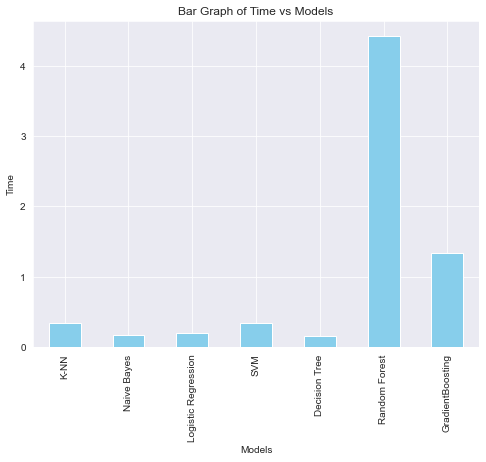 Bar Graph of Time vs Models
Time
4
3
2
1
0
K-NN
Naive Bayes
Logistic Regression
SVM
Decision Tree
Random Forest
GradientBoosting
Models